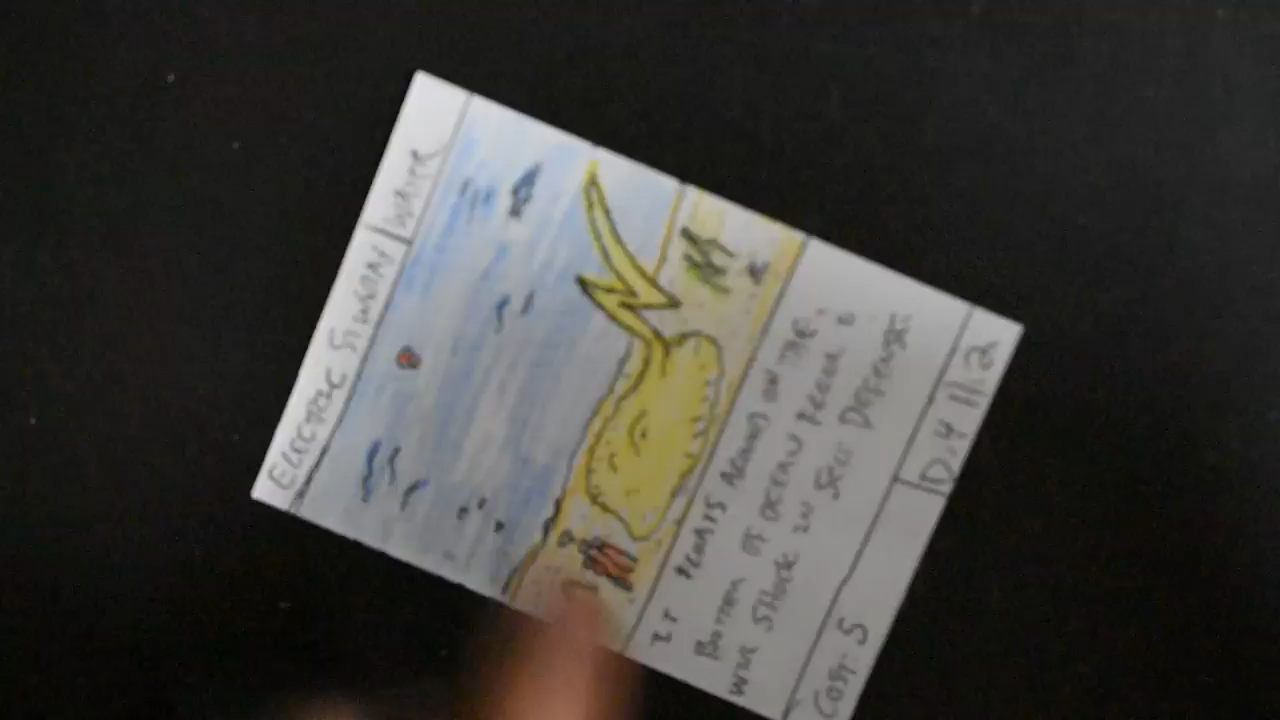 ELECTRIC STINGRAY | WATER
IT FLOATS AROUND ON THE
BOTTOM OF OCEAN FLOOR &
WILL SHOCK IN SELF DEFENSE
D.4 11.2
COST: 5